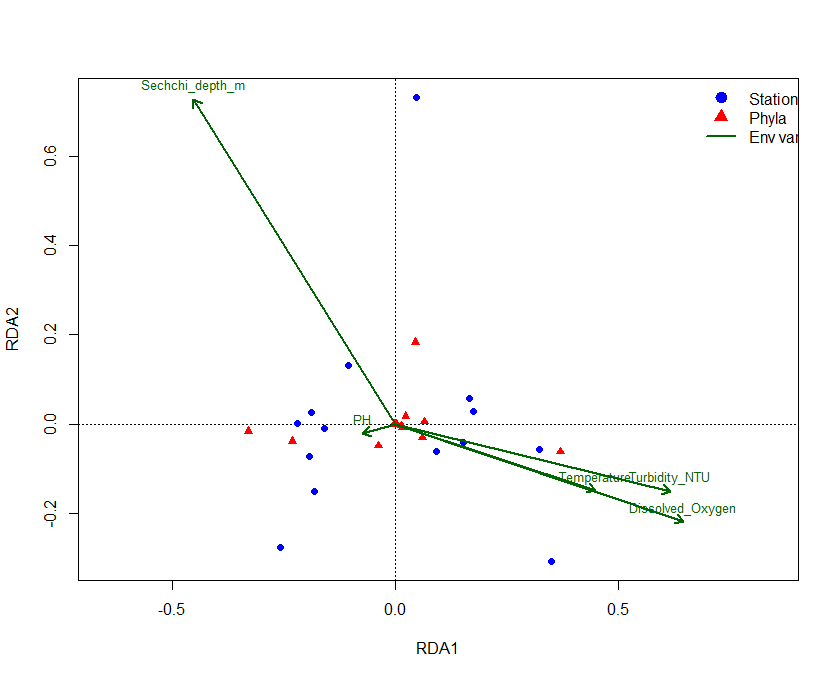 Sechchi_depth_m
Station
Phyla
Env var
PH
TemperatureTurbidity_NTU
Dissolved_Oxygen
0.6
0.4
0.2
0.0
-0.2
-0.5
0.0
0.5
RDA1
RDA2